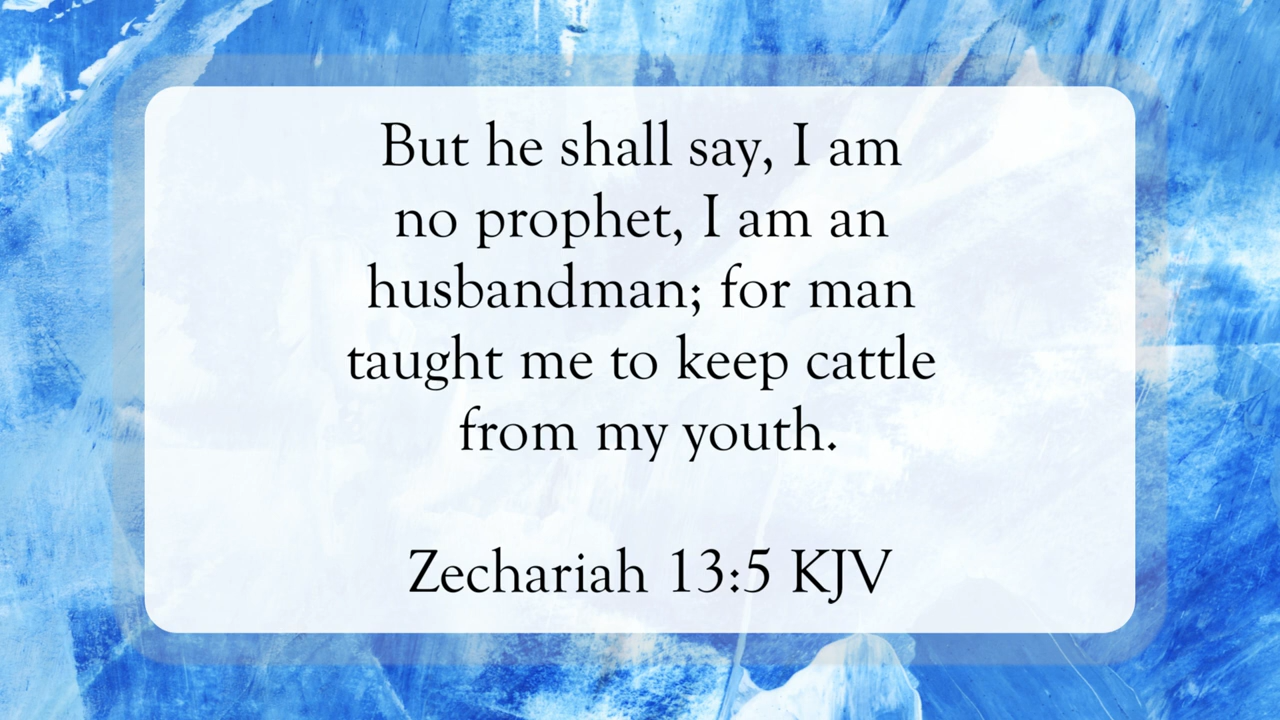 But he shall say, I am
no prophet, I am an
husbandman; for man
taught me to keep cattle
from my youth.
Zechariah 13:5 KJV